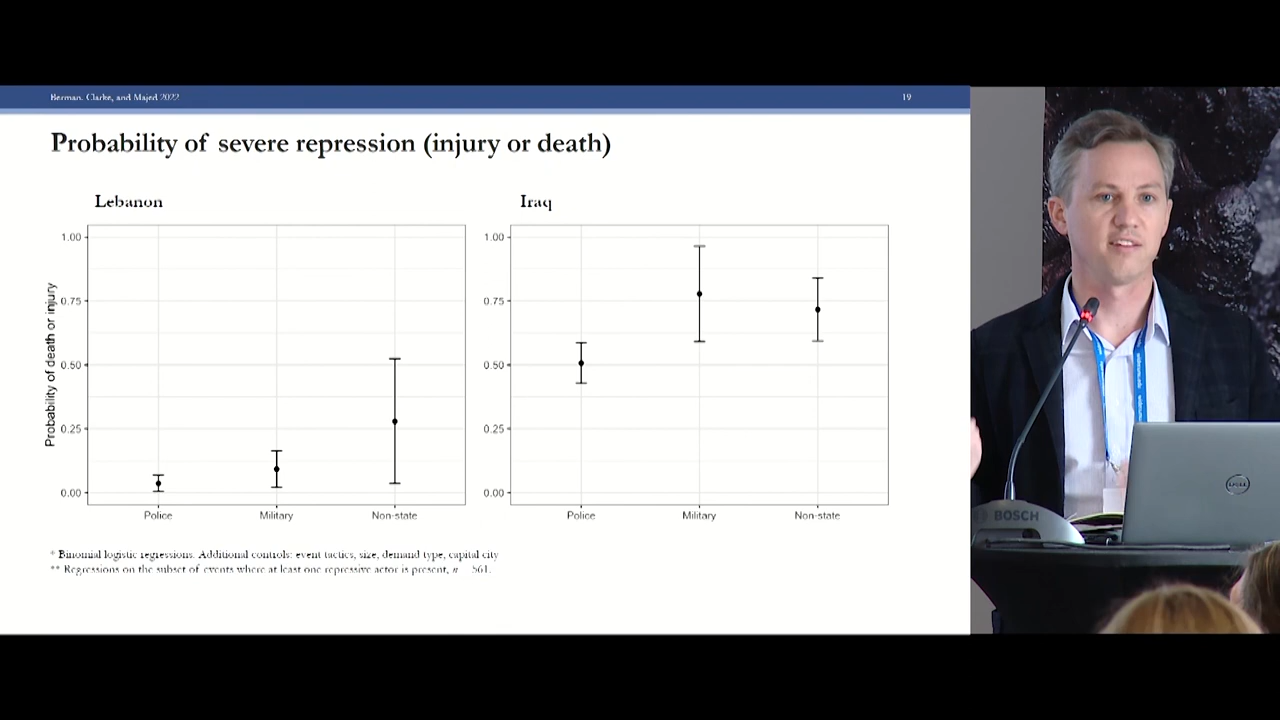 Berman, Clarke, and Majed 2022
19
Probability of severe repression (injury or death)
Lebanon
Iraq
Probability of death or injury
1.00
0.75
0.50
0.25
0.00
Police
Military
Non-state
1.00
0.75
0.50
0.25
0.00
Police
Military
Non-state
* Binomial logistic regressions. Additional controls: event tactics, size, demand type, capital city
** Regressions on the subset of events where at least one repressive actor is present, n 561.
BOSCH
DELL